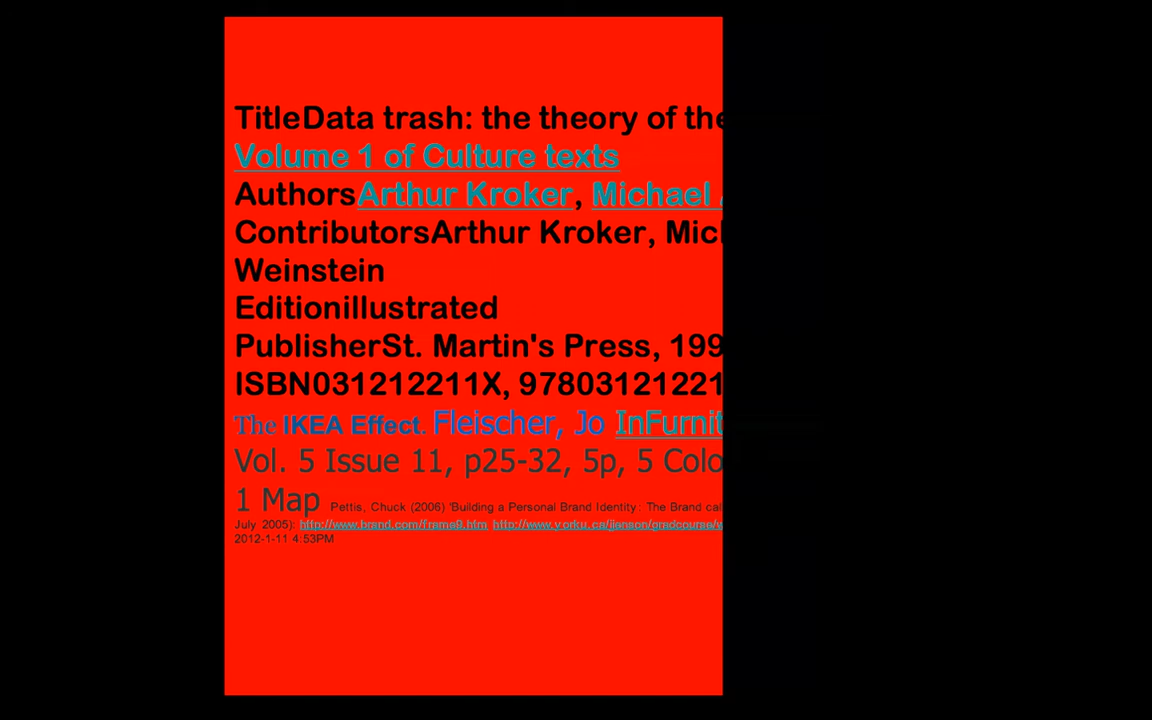 TitleData trash: the theory of the
Volume 1 of Culture texts
AuthorsArthur Kroker, Michael
ContributorsArthur Kroker, Mich
Weinstein
Editionillustrated
PublisherSt. Martin's Press, 199
ISBN031212211X, 97803121221
The IKEA Effect. Fleischer, Jo InFurnit
Vol. 5 Issue 11, p25-32, 5p, 5 Colo
1 Map Pettis, Chuck (2006) 'Building a Personal Brand Identity: The Brand cal
July 2005): http://www.brand.com/frame9.htm http://www.yorku.ca/jjenson/gradcourse/
2012-1-11 4:53PM